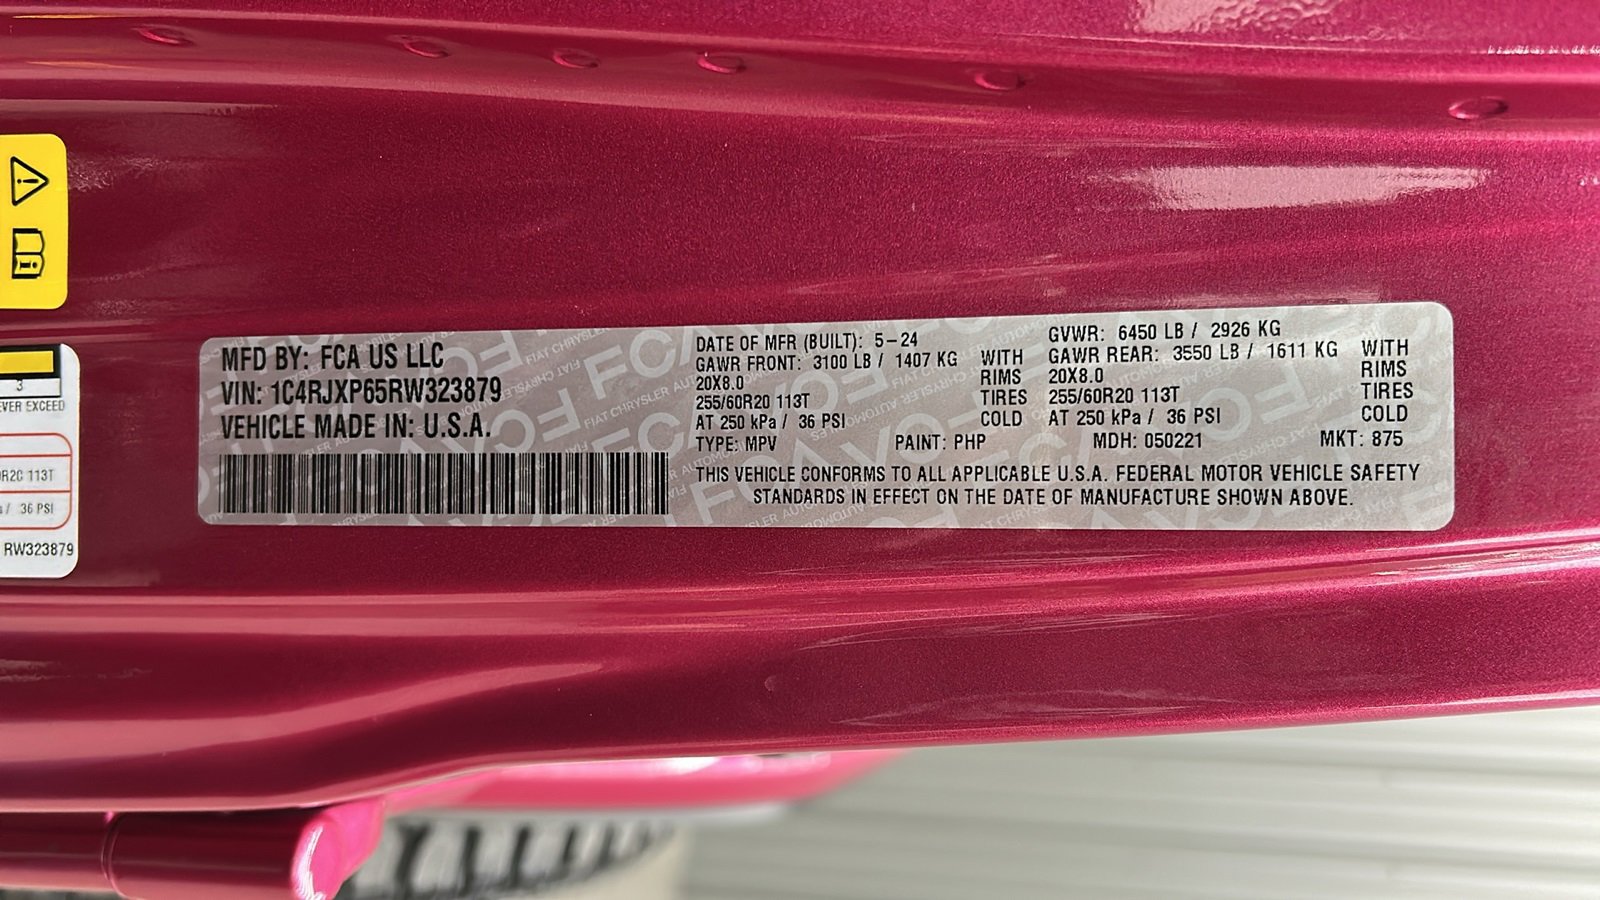 MFD BY: FCA US LLC
VIN: 1C4RJXP65RW323879
VEHICLE MADE IN: U.S.A.
DATE OF MFR (BUILT): 5-24
GAWR FRONT: 3100 LB / 1407 KG WITH
20X8.0 RIMS
255/60R20 113T TIRES
AT 250 kPa / 36 PSI COLD
GVWR: 6450 LB / 2926 KG
GAWR REAR: 3550 LB / 1611 KG WITH
20X8.0 RIMS
255/60R20 113T TIRES
AT 250 kPa / 36 PSI COLD
TYPE: MPV PAINT: PHP MDH: 050221 MKT: 875
THIS VEHICLE CONFORMS TO ALL APPLICABLE U.S.A. FEDERAL MOTOR VEHICLE SAFETY
STANDARDS IN EFFECT ON THE DATE OF MANUFACTURE SHOWN ABOVE.
3
EVER EXCEED
R20 113T
/ 36 PSI
RW323879